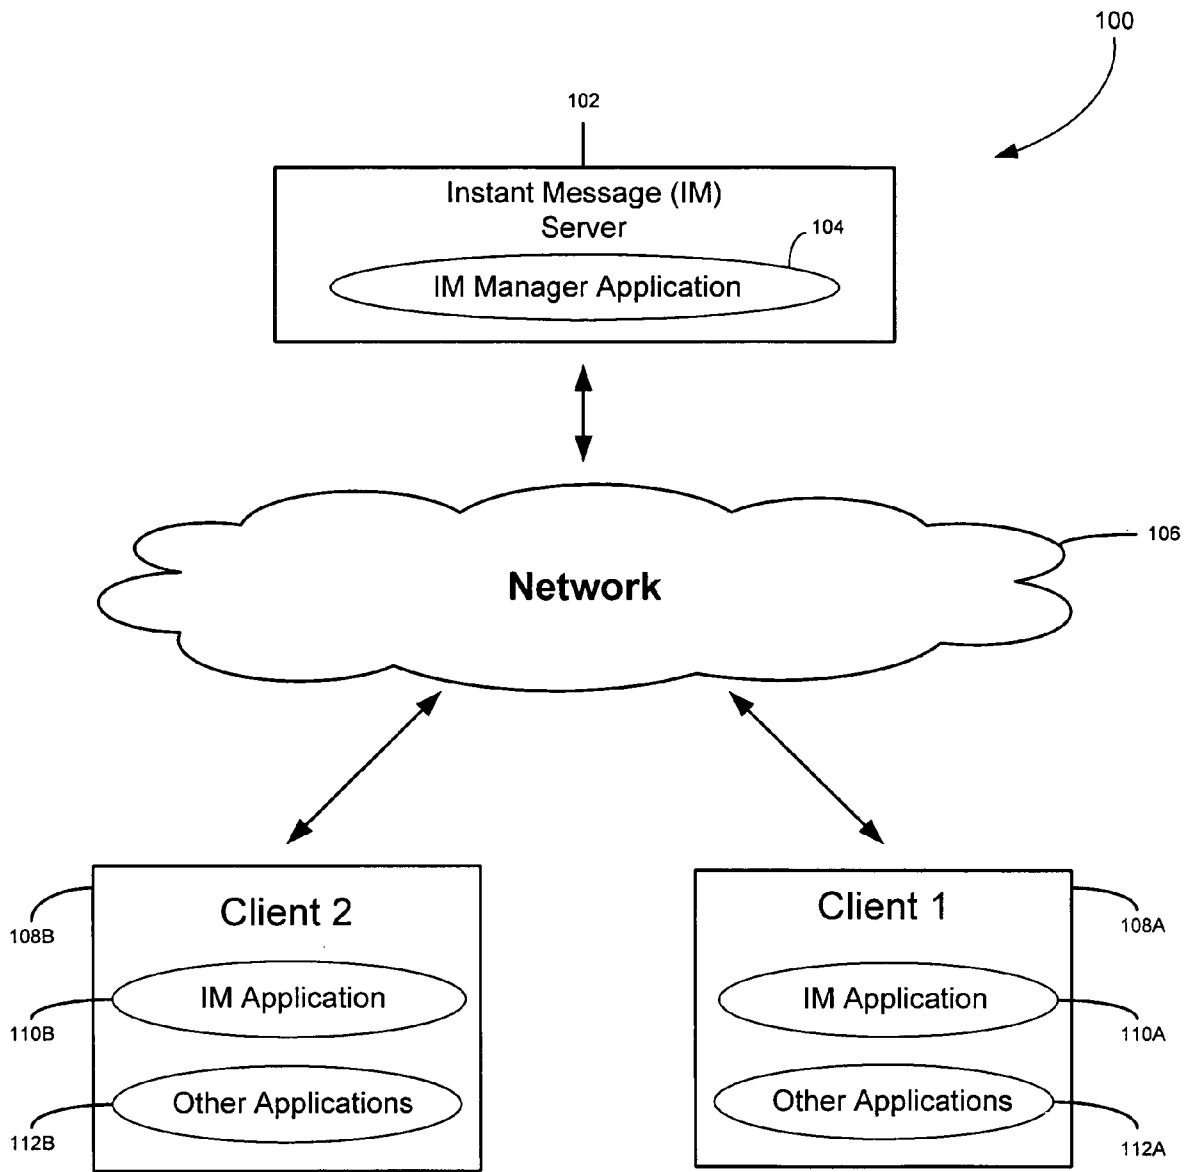 100
102
Instant Message (IM)
Server
104
IM Manager Application
106
Network
Client 2
108B
IM Application
110B
Other Applications
112B
Client 1
108A
IM Application
110A
Other Applications
112A